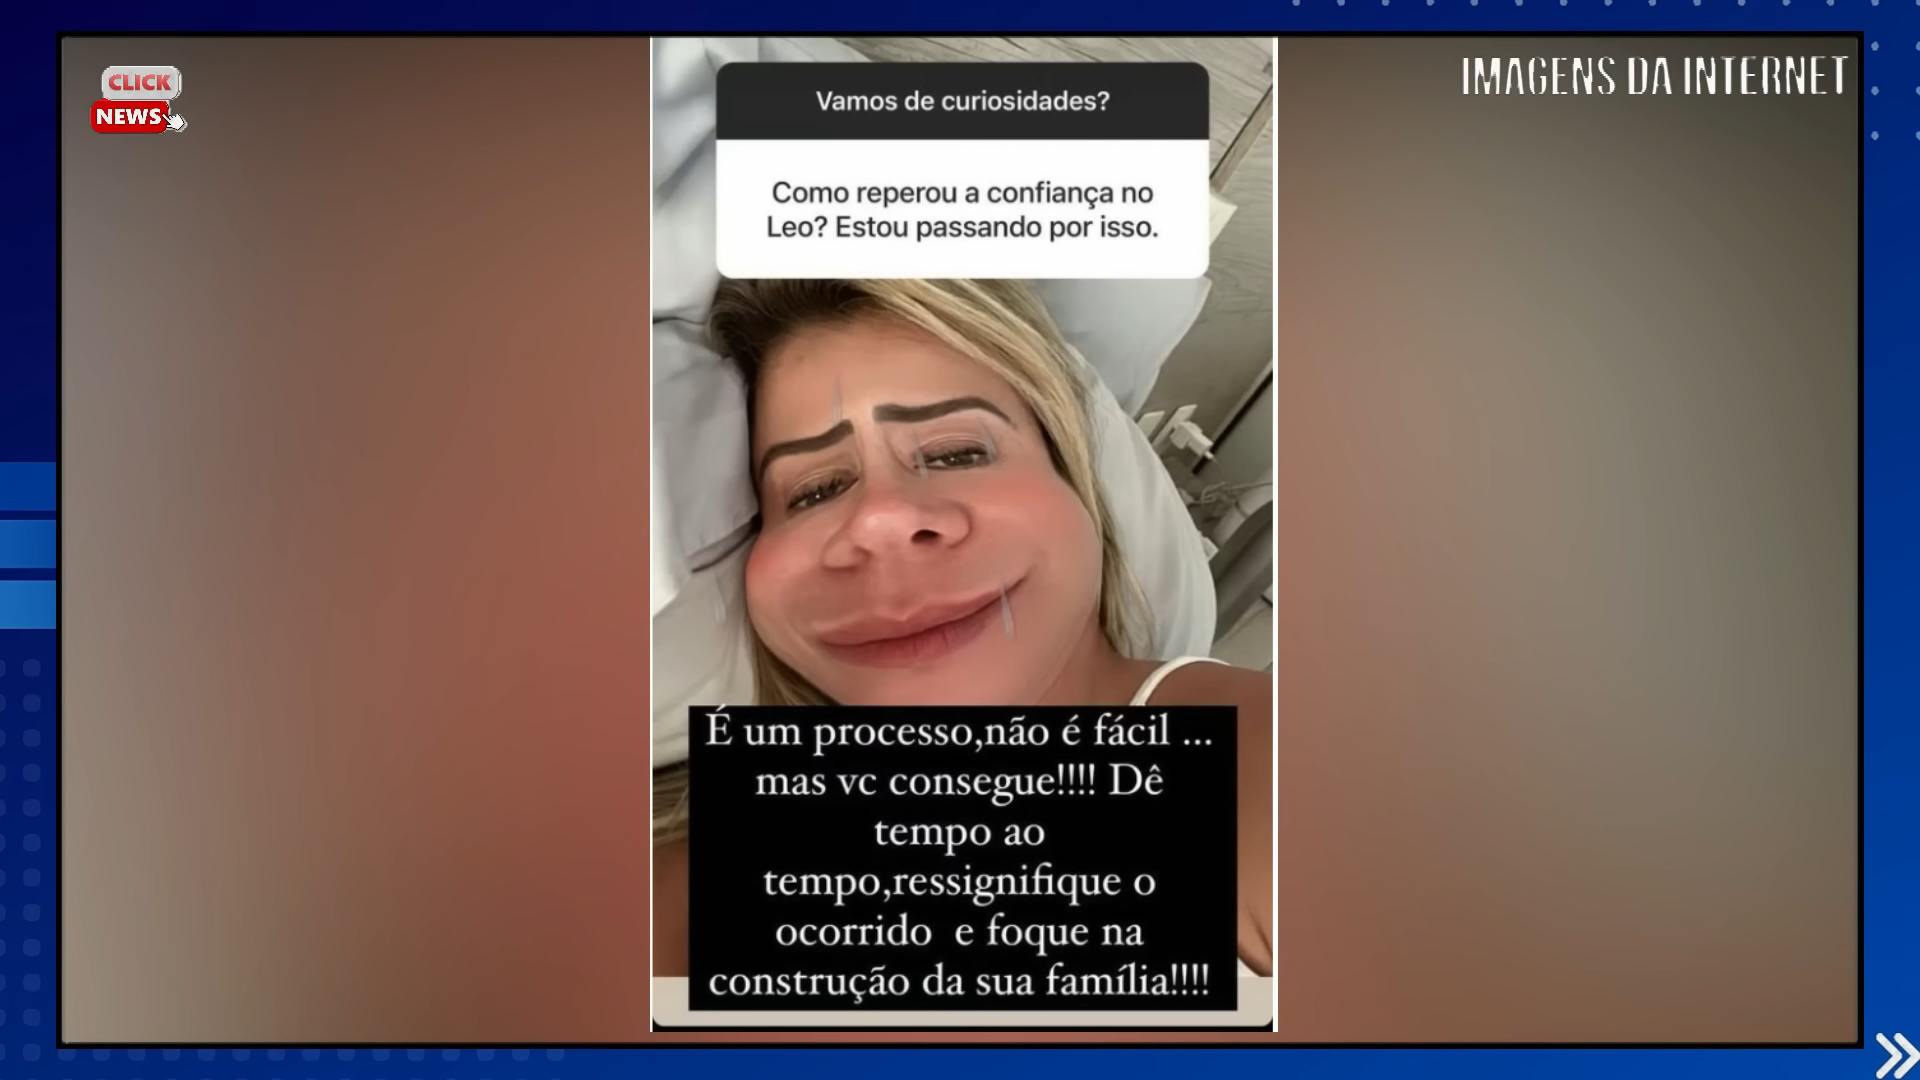 CLICK
NEWS
IMAGENS DA INTERNET
Vamos de curiosidades?
Como reperou a confiança no
Leo? Estou passando por isso.
É um processo,não é fácil ...
mas vc consegue!!!! Dê
tempo ao
tempo,ressignifique o
ocorrido e foque na
construção da sua família!!!!